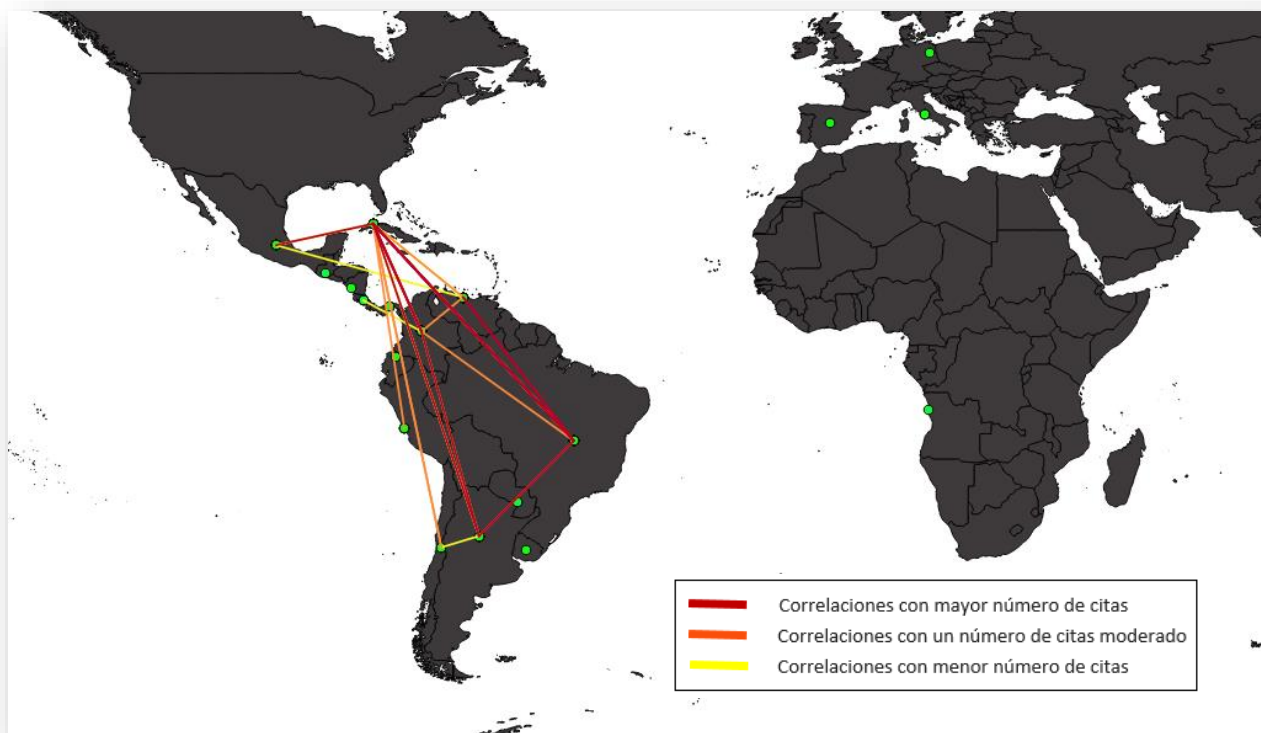 Correlaciones con mayor número de citas
Correlaciones con un número de citas moderado
Correlaciones con menor número de citas